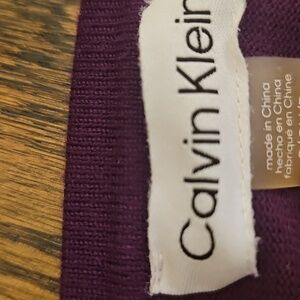 Calvin Klein
made in China
hecho en China
fabriqué en Chine